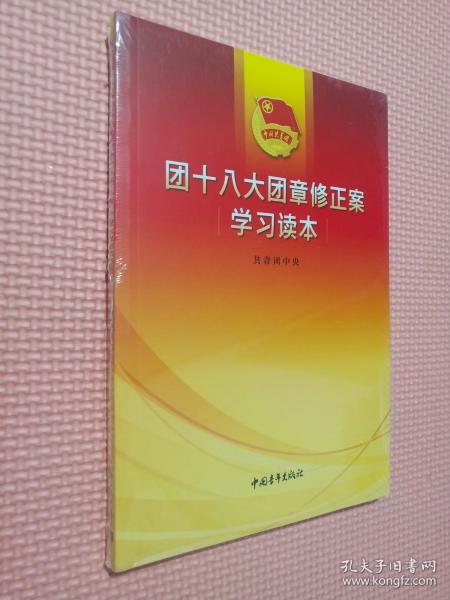 中国共青团
团十八大团章修正案
学习读本
共青团中央
中国青年出版社
孔夫子旧书网
www.kongfz.com